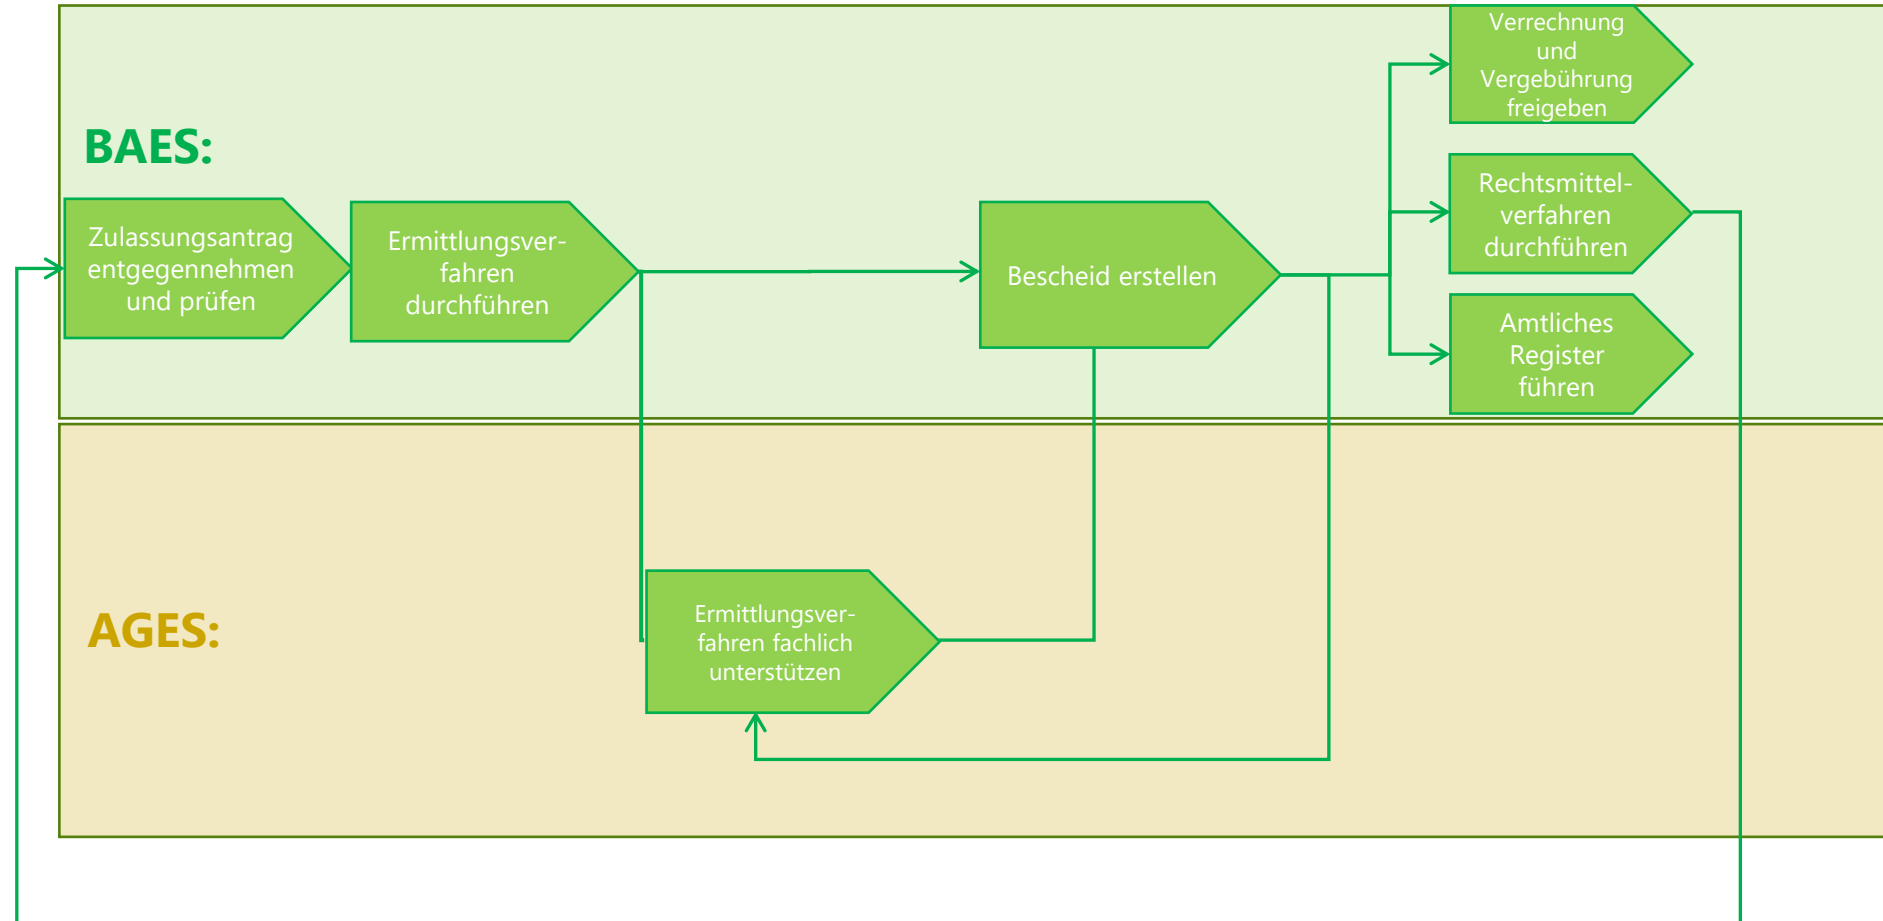 BAES:
Zulassungsantrag
entgegennehmen
und prüfen
Ermittlungsver-
fahren
durchführen
Bescheid erstellen
Verrechnung
und
Vergebührung
freigeben
Rechtsmittel-
verfahren
durchführen
Amtliches
Register
führen
AGES:
Ermittlungsver-
fahren fachlich
unterstützen